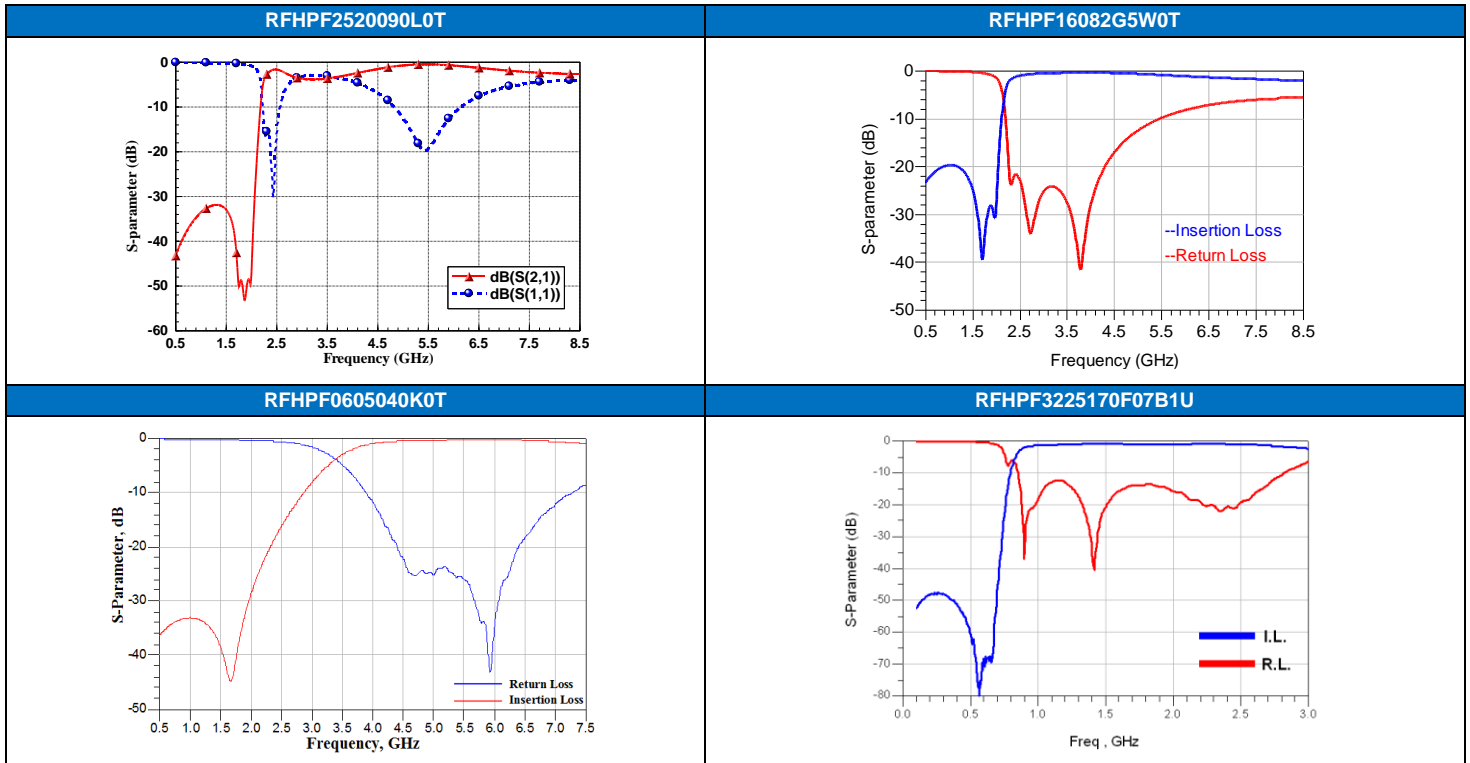 RFHPF2520090L0T
RFHPF16082G5W0T
0
-10
-20
-30
-40
-50
-60
S-parameter (dB)
dB(S(2,1))
dB(S(1,1))
0.5 1.5 2.5 3.5 4.5 5.5 6.5 7.5 8.5
Frequency (GHz)
0
-10
-20
-30
-40
-50
S-parameter (dB)
--Insertion Loss
--Return Loss
0.5 1.5 2.5 3.5 4.5 5.5 6.5 7.5 8.5
Frequency (GHz)
RFHPF0605040K0T
RFHPF3225170F07B1U
0
-10
-20
-30
-40
-50
S-Parameter, dB
Return Loss
Insertion Loss
0.5 1.0 1.5 2.0 2.5 3.0 3.5 4.0 4.5 5.0 5.5 6.0 6.5 7.0 7.5
Frequency, GHz
0
-10
-20
-30
-40
-50
-60
-70
-80
S-Parameter (dB)
I.L.
R.L.
0.0 0.5 1.0 1.5 2.0 2.5 3.0
Freq , GHz